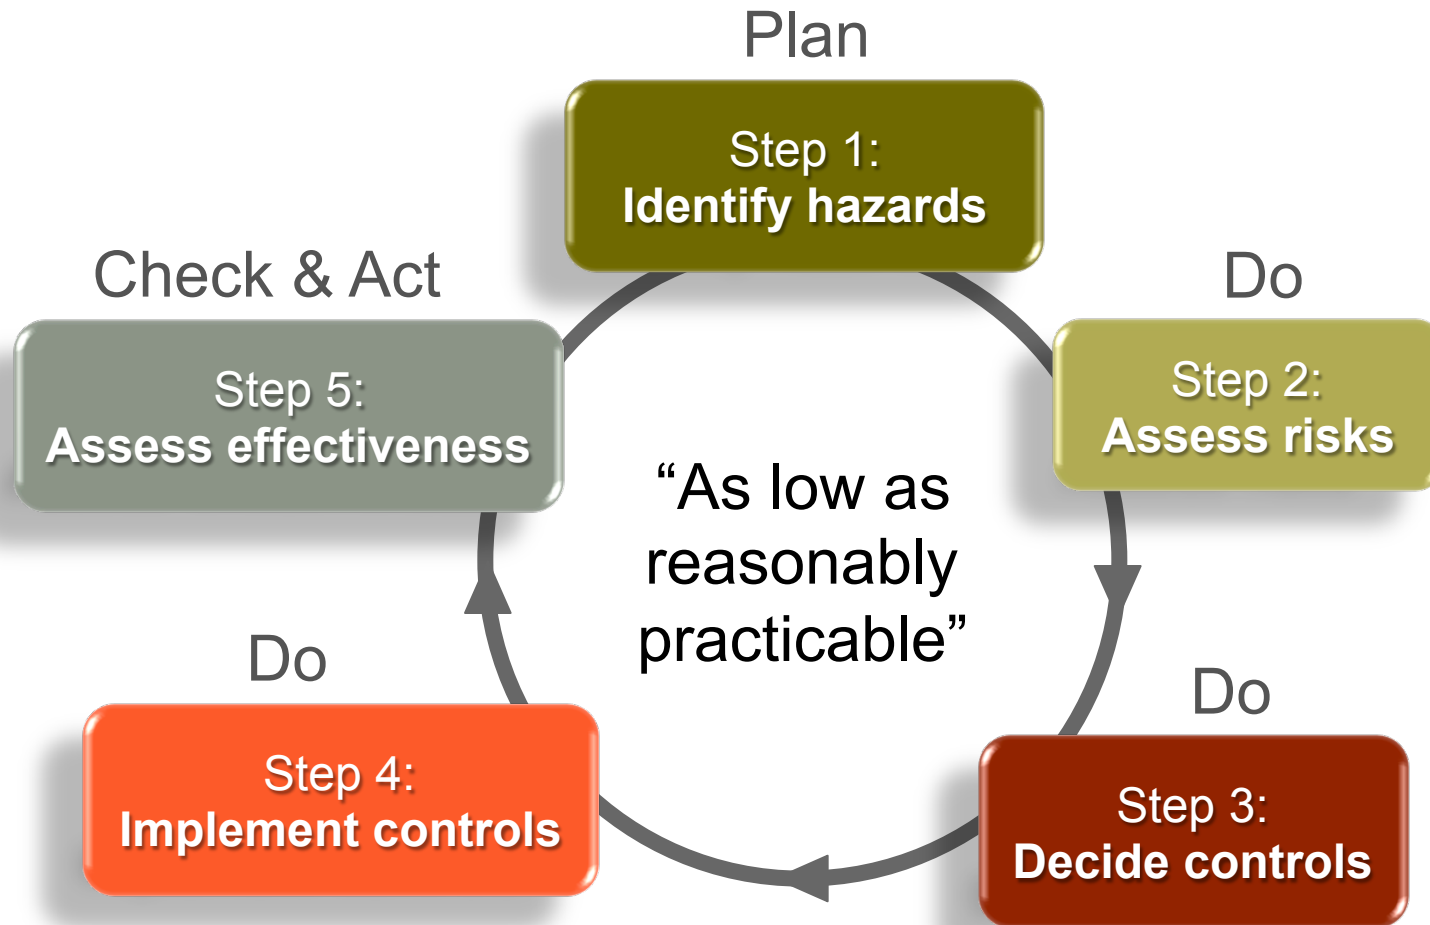 Plan
Step 1:
Identify hazards
Do
Step 2:
Assess risks
Do
Step 3:
Decide controls
Do
Step 4:
Implement controls
Check & Act
Step 5:
Assess effectiveness
“As low as
reasonably
practicable”